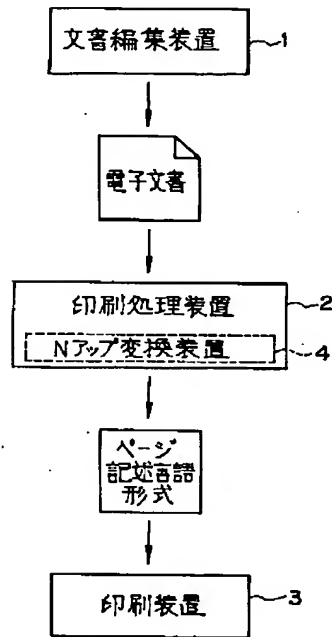 文書編集装置 1
電子文書
印刷処理装置 2
Nアップ変換装置 4
ページ
記述言語
形式
印刷装置 3